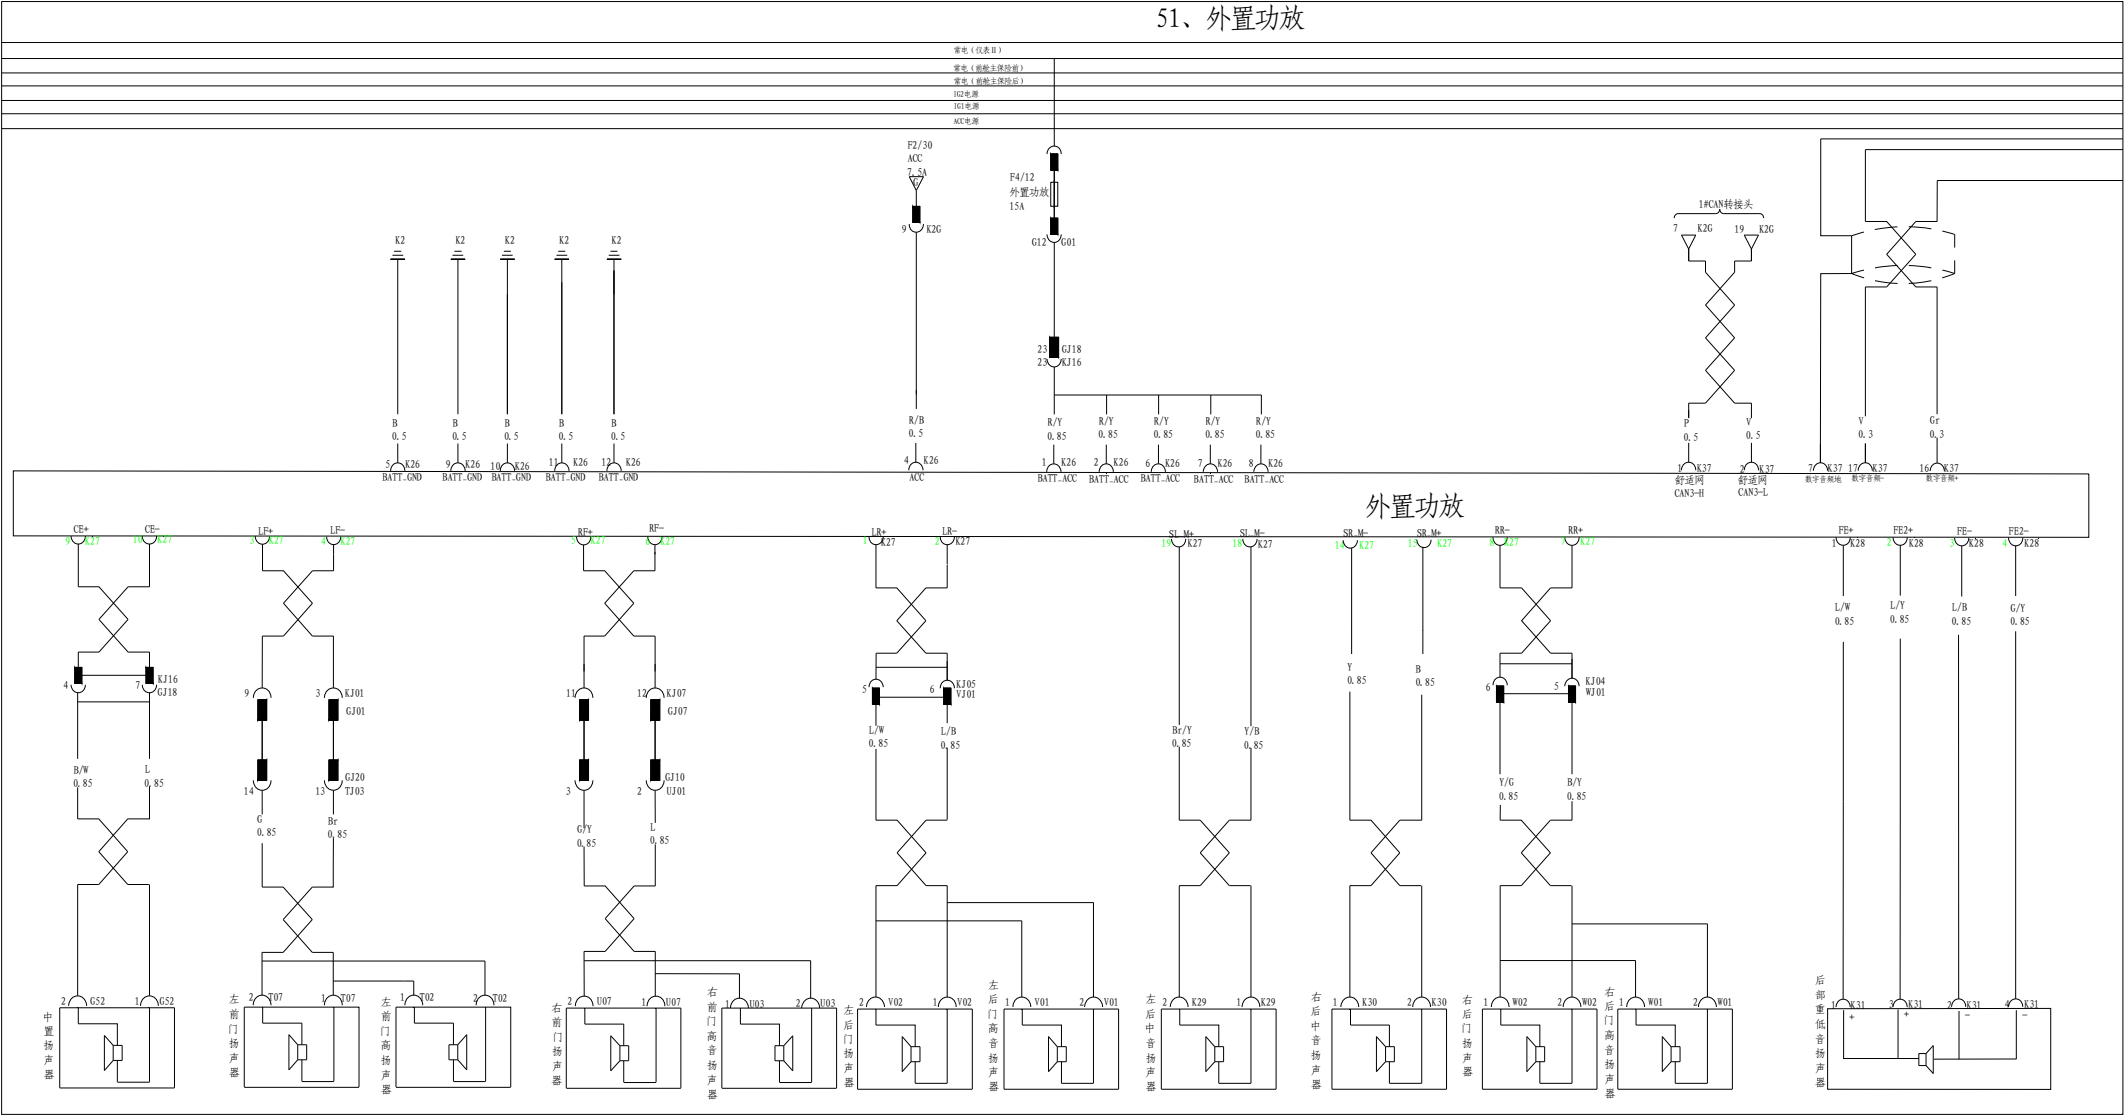 51、外置功放
常电(仪表Ⅱ)
常电(前舱主保险前)
常电(前舱主保险后)
IG2电源
IG1电源
ACC电源
F2/30
ACC
7.5A
G
9 K2G
F4/12
外置功放
15A
G12 G01
1#CAN转接头
7 K2G 19 K2G
K2 K2 K2 K2 K2
23 GJ18
23 KJ16
B B B B B R/B R/Y R/Y R/Y R/Y R/Y P V V Gr
0.5 0.5 0.5 0.5 0.5 0.5 0.85 0.85 0.85 0.85 0.85 0.5 0.5 0.3 0.3
5 K26 9 K26 10 K26 11 K26 12 K26 4 K26 1 K26 2 K26 6 K26 7 K26 8 K26 1 K37 2 K37 7 K37 17 K37 16 K37
BATT_GND BATT_GND BATT_GND BATT_GND BATT_GND ACC BATT_ACC BATT_ACC BATT_ACC BATT_ACC BATT_ACC 舒适网 舒适网 数字音频地 数字音频- 数字音频+
CAN3-H CAN3-L
外置功放
CE+ CE- LF+ LF- RF+ RF- LR+ LR- SL_M+ SL_M- SR_M- SR_M+ RR- RR+ FE+ FE2+ FE- FE2-
9 K27 10 K27 3 K27 4 K27 5 K27 6 K27 1 K27 2 K27 19 K27 18 K27 14 K27 15 K27 8 K27 7 K27 1 K28 2 K28 3 K28 4 K28
L/W L/Y L/B G/Y
0.85 0.85 0.85 0.85
Y B
0.85 0.85
4 7 KJ16
GJ18
9 3 KJ01
GJ01
11 12 KJ07
GJ07
5 6 KJ05
VJ01
6 5 KJ04
WJ01
L/W L/B Br/Y Y/B
0.85 0.85 0.85 0.85
B/W L
0.85 0.85
14 13 GJ20
TJ03
3 2 GJ10
UJ01
Y/G B/Y
0.85 0.85
G Br G/Y L
0.85 0.85 0.85 0.85
2 G52 1 G52 2 T07 1 T07 1 T02 2 T02 2 U07 1 U07 1 U03 2 U03 2 V02 1 V02 1 V01 2 V01 2 K29 1 K29 1 K30 2 K30 1 W02 2 W02 1 W01 2 W01 1 K31 3 K31 2 K31 4 K31
+ + - -
中置扬声器
左前门扬声器
左前门高扬声器
右前门扬声器
右前门高音扬声器
左后门扬声器
左后门高音扬声器
左后中音扬声器
右后中音扬声器
右后门扬声器
右后门高音扬声器
后部重低音扬声器